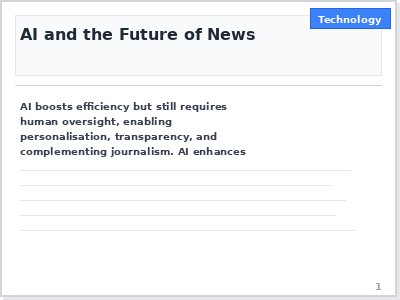 Technology
AI and the Future of News
AI boosts efficiency but still requires
human oversight, enabling
personalisation, transparency, and
complementing journalism. AI enhances
1